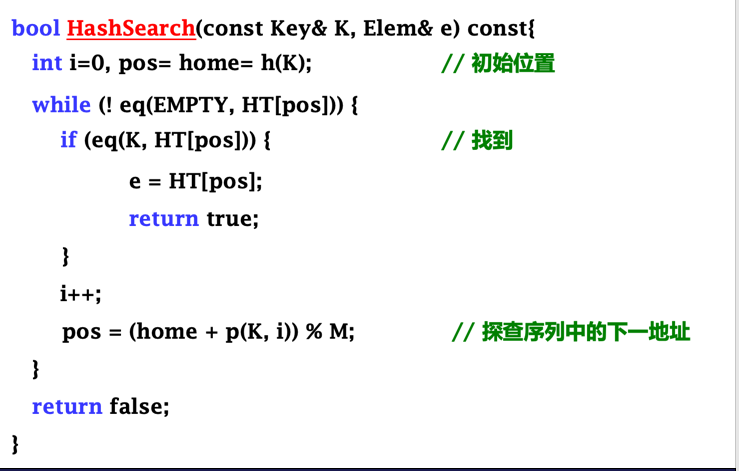 bool HashSearch(const Key& K, Elem& e) const{
int i=0, pos= home= h(K); // 初始位置
while (! eq(EMPTY, HT[pos])) {
if (eq(K, HT[pos])) { // 找到
e = HT[pos];
return true;
}
i++;
pos = (home + p(K, i)) % M; // 探查序列中的下一地址
}
return false;
}